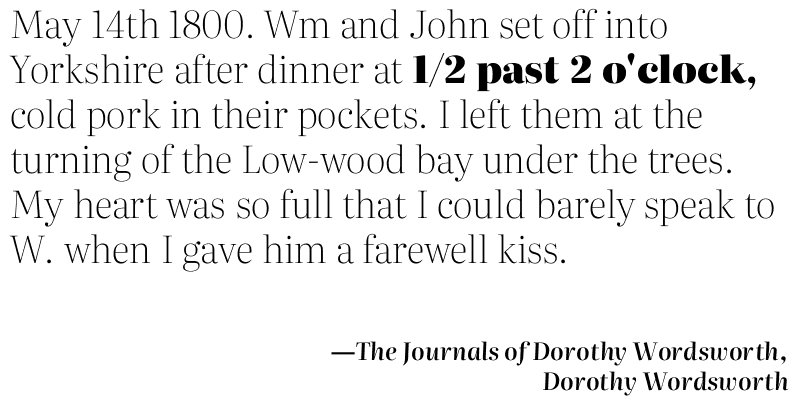 May 14th 1800. Wm and John set off into
Yorkshire after dinner at 1/2 past 2 o'clock,
cold pork in their pockets. I left them at the
turning of the Low-wood bay under the trees.
My heart was so full that I could barely speak to
W. when I gave him a farewell kiss.
—The Journals of Dorothy Wordsworth,
Dorothy Wordsworth